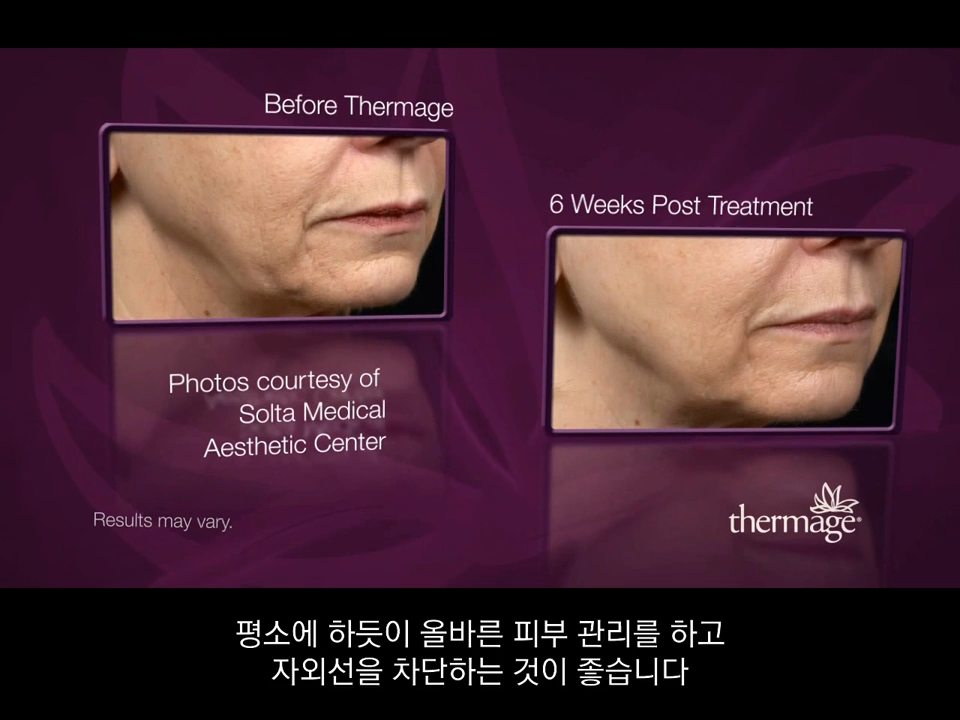 Before Thermage
6 Weeks Post Treatment
Photos courtesy of
Solta Medical
Aesthetic Center
Results may vary.
thermage®
평소에 하듯이 올바른 피부 관리를 하고
자외선을 차단하는 것이 좋습니다